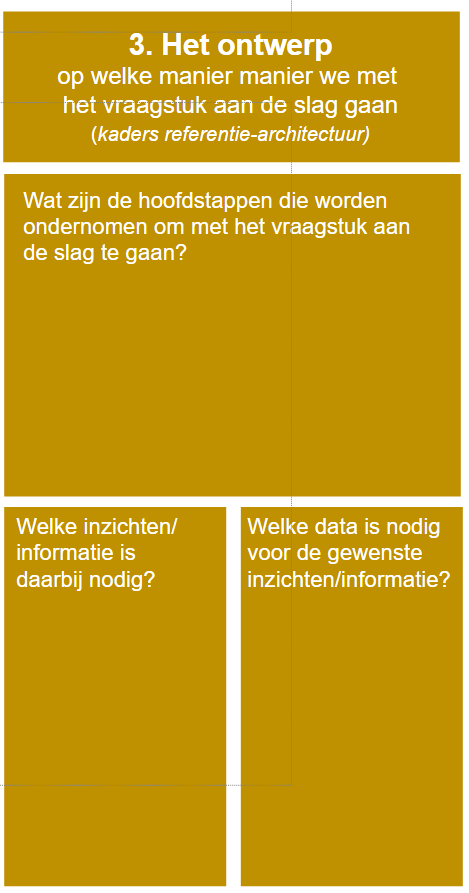 3. Het ontwerp
op welke manier manier we met
het vraagstuk aan de slag gaan
(kaders referentie-architectuur)
Wat zijn de hoofdstappen die worden
ondernomen om met het vraagstuk aan
de slag te gaan?
Welke inzichten/
informatie is
daarbij nodig?
Welke data is nodig
voor de gewenste
inzichten/informatie?